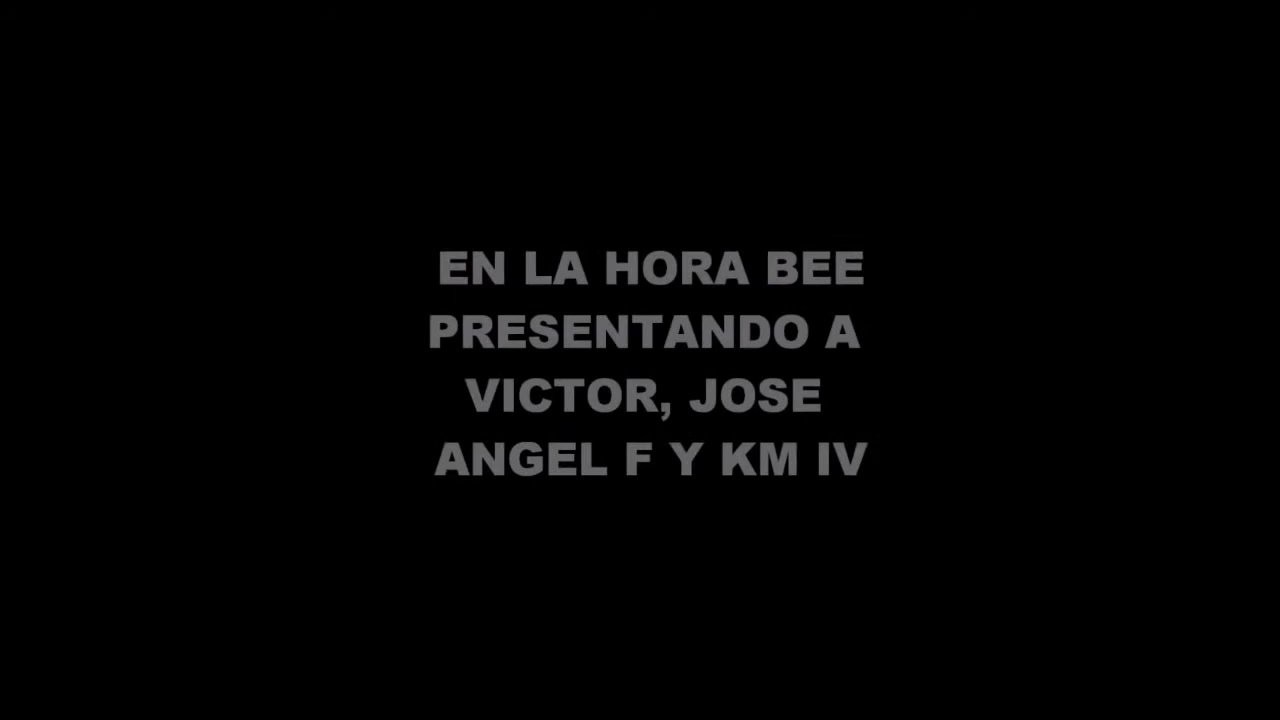 EN LA HORA BEE
PRESENTANDO A
VICTOR, JOSE
ANGEL F Y KM IV